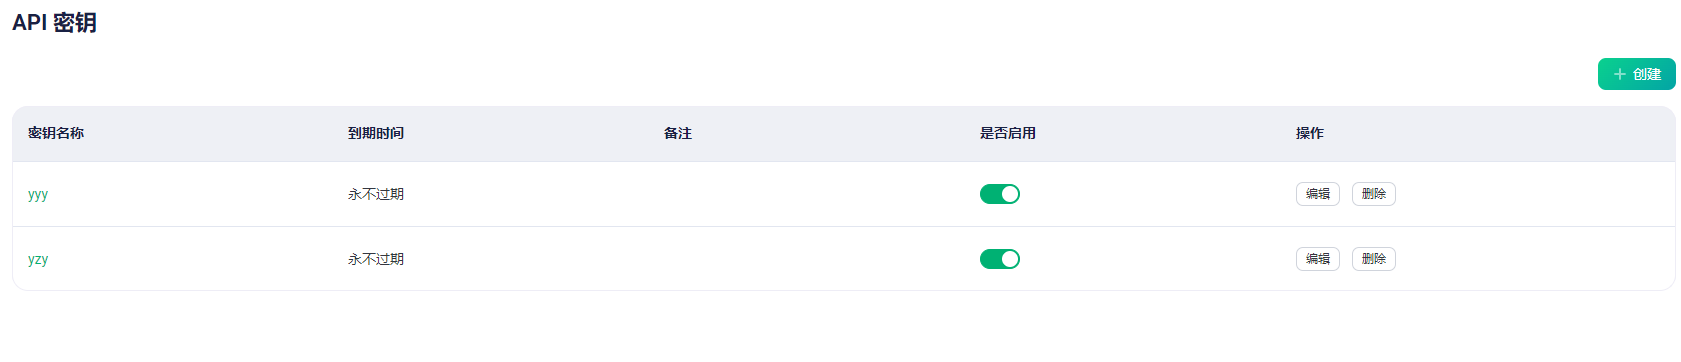 API 密钥
创建
密钥名称 到期时间 备注 是否启用 操作
yyy 永不过期 编辑 删除
yzy 永不过期 编辑 删除